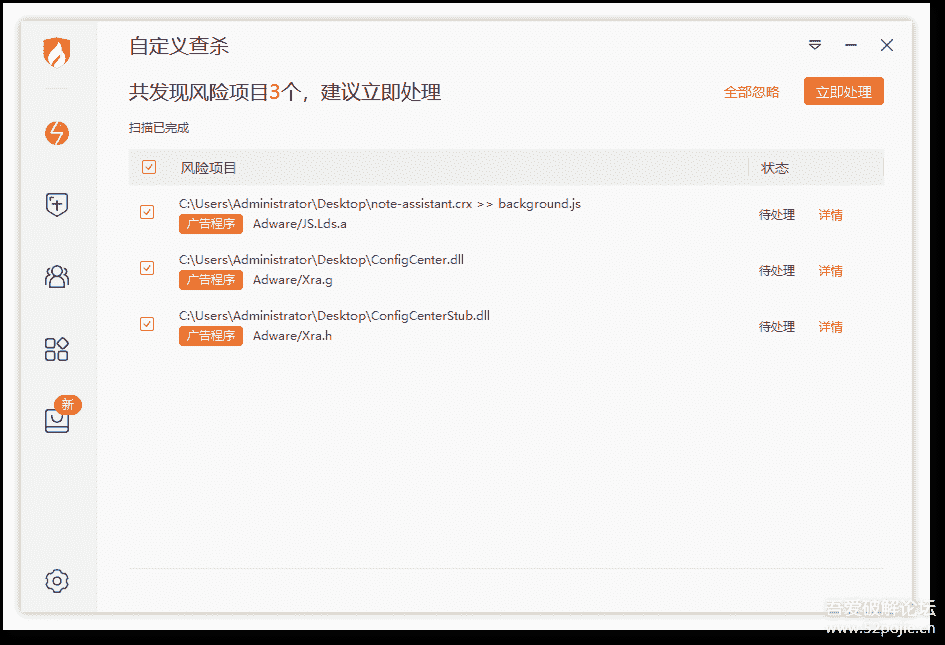 自定义查杀
共发现风险项目3个，建议立即处理
全部忽略
立即处理
扫描已完成
风险项目
状态
C:\Users\Administrator\Desktop\note-assistant.crx >> background.js
广告程序 Adware/JS.Lds.a
待处理 详情
C:\Users\Administrator\Desktop\ConfigCenter.dll
广告程序 Adware/Xra.g
待处理 详情
C:\Users\Administrator\Desktop\ConfigCenterStub.dll
广告程序 Adware/Xra.h
待处理 详情
新
吾爱破解论坛
www.52pojie.cn